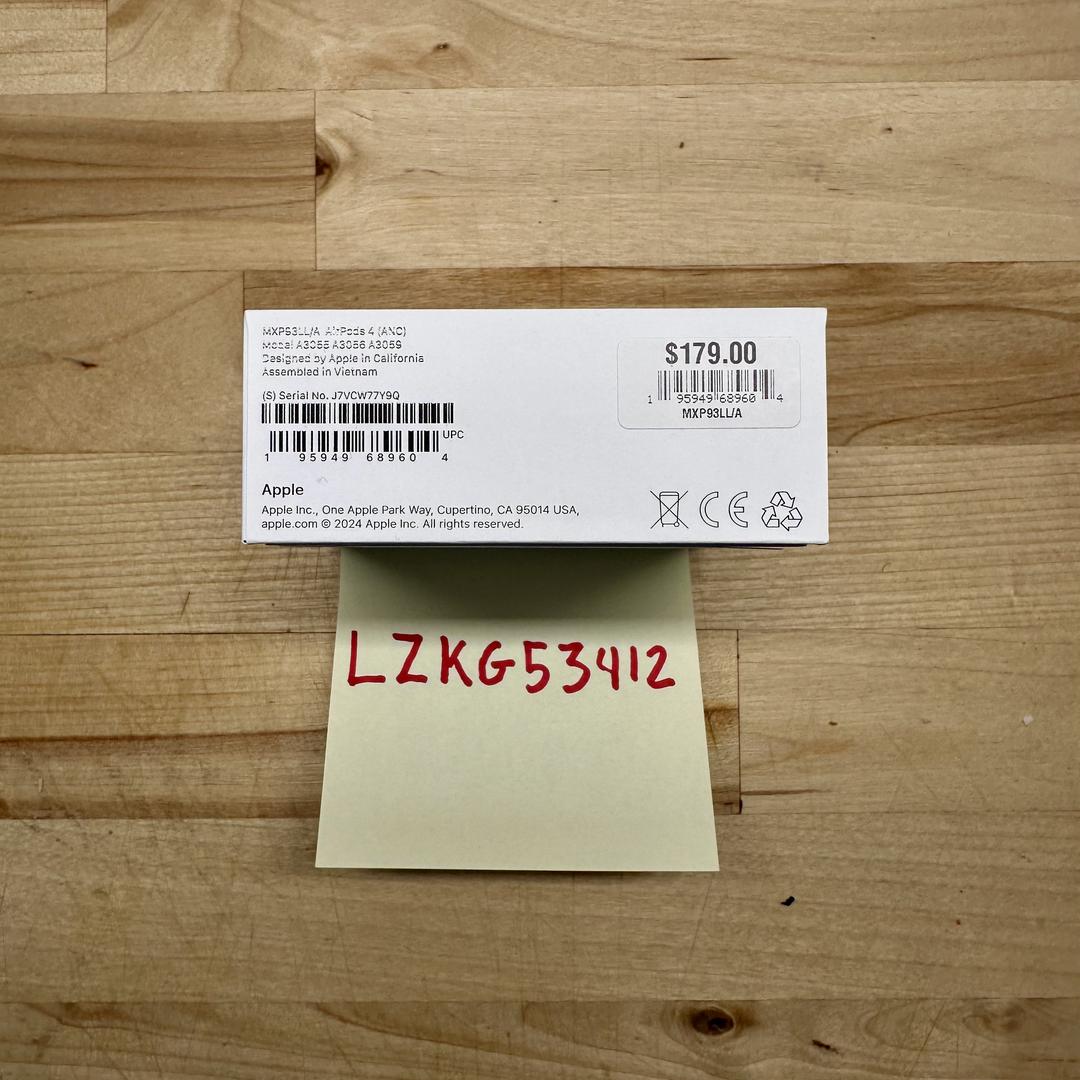 MXP93LL/A AirPods 4 (ANC)
Model A3055 A3056 A3059
Designed by Apple in California
Assembled in Vietnam
(S) Serial No. J7VCW77Y9Q
UPC
1 95949 68960 4
Apple
Apple Inc., One Apple Park Way, Cupertino, CA 95014 USA,
apple.com © 2024 Apple Inc. All rights reserved.
$179.00
1 95949 68960 4
MXP93LL/A
CE
LZKG53412